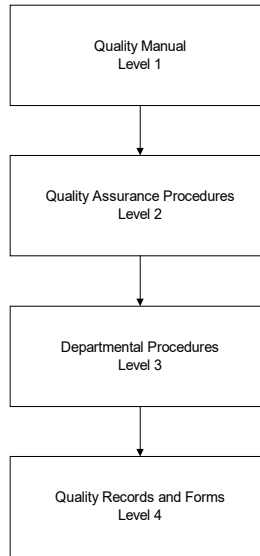 Quality Manual
Level 1
Quality Assurance Procedures
Level 2
Departmental Procedures
Level 3
Quality Records and Forms
Level 4